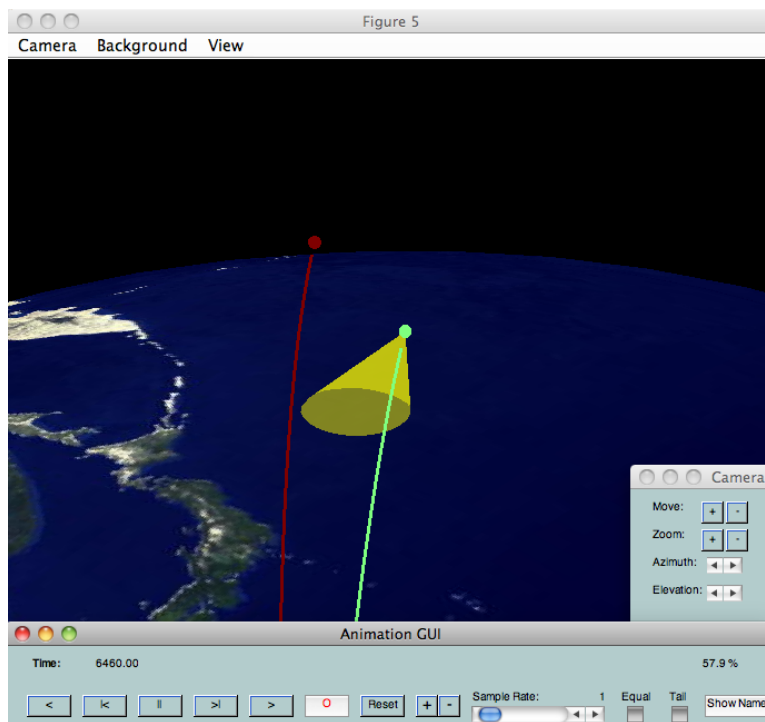 Figure 5
Camera Background View
Camera
Move: + -
Zoom: + -
Azimuth:
Elevation:
Animation GUI
Time: 6460.00 57.9 %
< |< || >| > O Reset + - Sample Rate: 1 Equal Tail Show Name